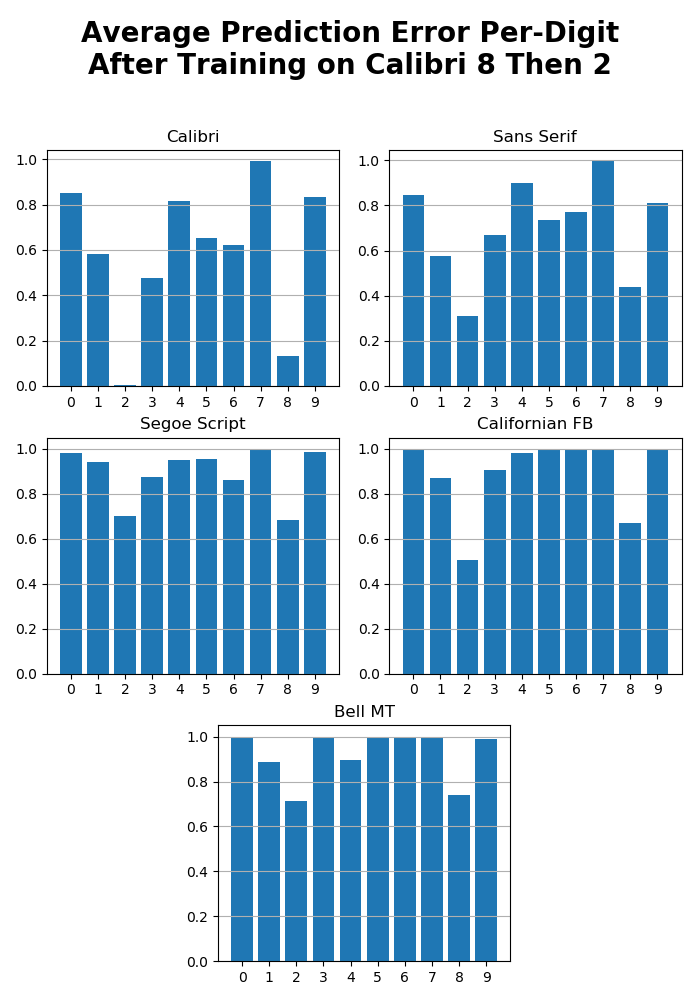 Average Prediction Error Per-Digit
After Training on Calibri 8 Then 2
Calibri
1.0
0.8
0.6
0.4
0.2
0.0
0 1 2 3 4 5 6 7 8 9
Sans Serif
1.0
0.8
0.6
0.4
0.2
0.0
0 1 2 3 4 5 6 7 8 9
Segoe Script
1.0
0.8
0.6
0.4
0.2
0.0
0 1 2 3 4 5 6 7 8 9
Californian FB
1.0
0.8
0.6
0.4
0.2
0.0
0 1 2 3 4 5 6 7 8 9
Bell MT
1.0
0.8
0.6
0.4
0.2
0.0
0 1 2 3 4 5 6 7 8 9